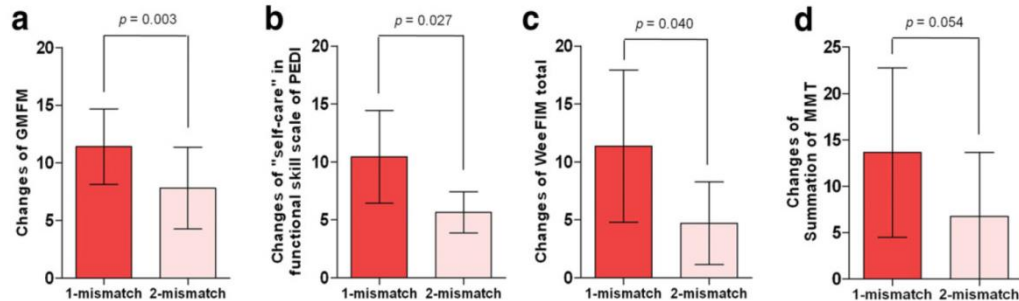 a
p = 0.003
Changes of GMFM
20
15
10
5
0
1-mismatch 2-mismatch
b
p = 0.027
Changes of "self-care" in
functional skill scale of PEDI
20
15
10
5
0
1-mismatch 2-mismatch
c
p = 0.040
Changes of WeeFIM total
20
15
10
5
0
1-mismatch 2-mismatch
d
p = 0.054
Changes of
Summation of MMT
25
20
15
10
5
0
1-mismatch 2-mismatch